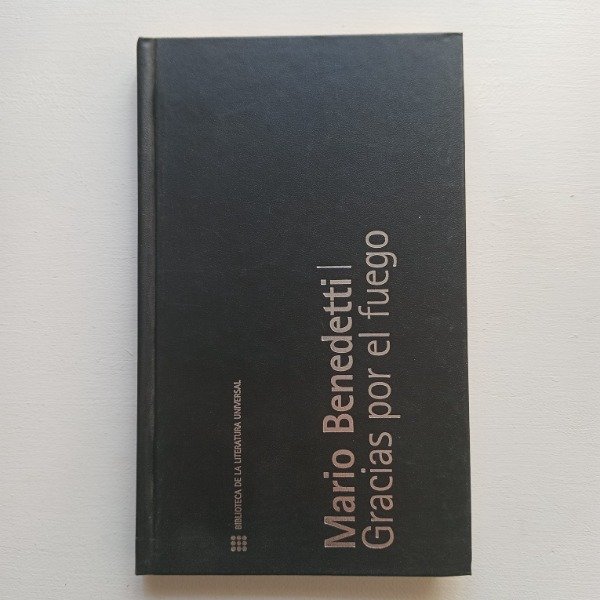 BIBLIOTECA DE LA LITERATURA UNIVERSAL
Mario Benedetti |
Gracias por el fuego